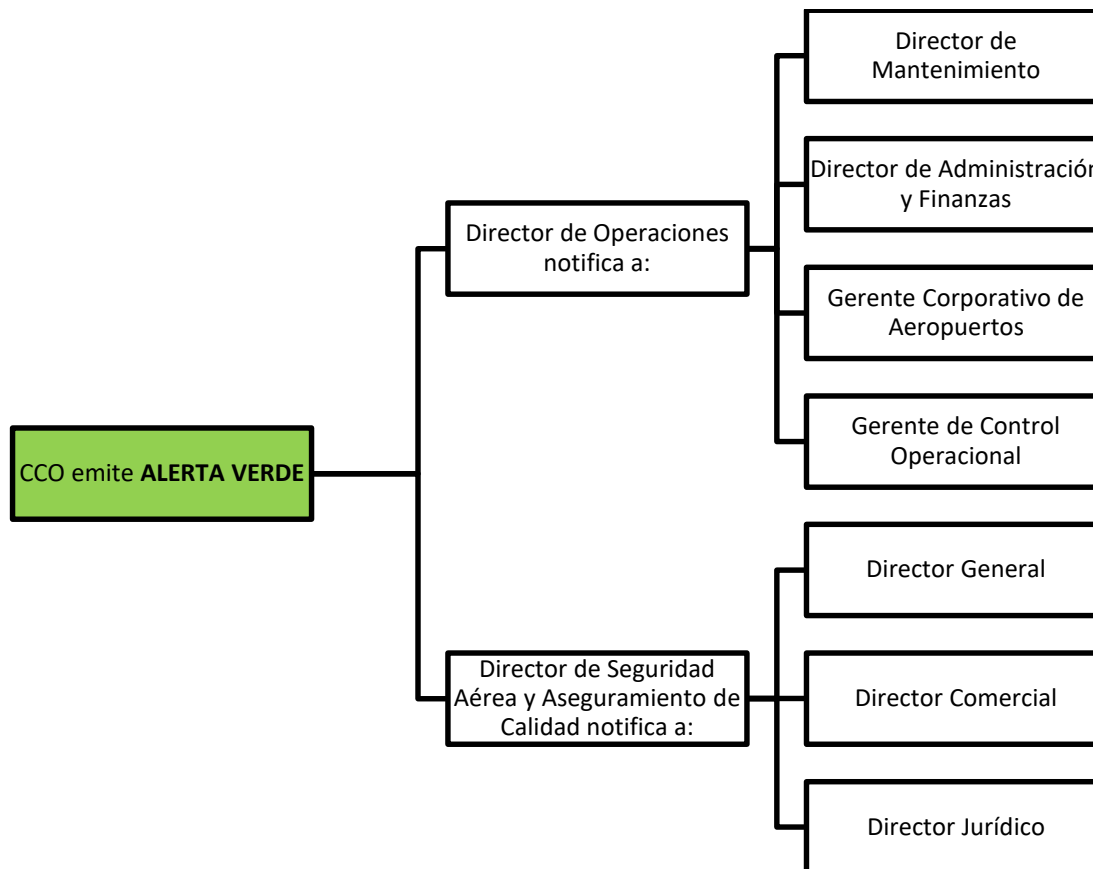 Director de
Mantenimiento
Director de Administración
y Finanzas
Director de Operaciones
notifica a:
Gerente Corporativo de
Aeropuertos
Gerente de Control
Operacional
CCO emite ALERTA VERDE
Director General
Director de Seguridad
Aérea y Aseguramiento de
Calidad notifica a:
Director Comercial
Director Jurídico